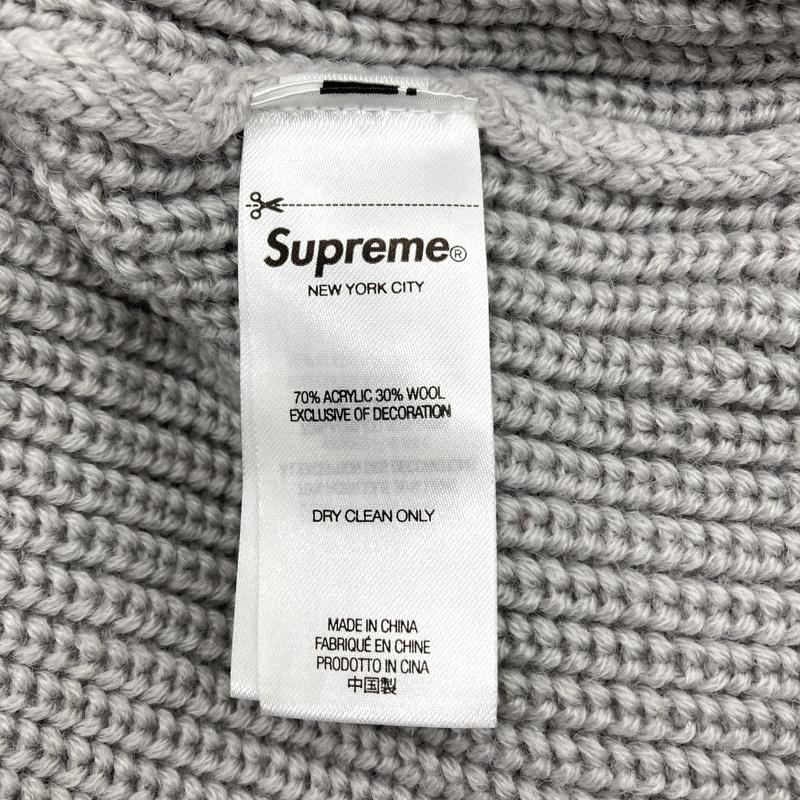 Supreme®
NEW YORK CITY
70% ACRYLIC 30% WOOL
EXCLUSIVE OF DECORATION
DRY CLEAN ONLY
MADE IN CHINA
FABRIQUÉ EN CHINE
PRODOTTO IN CINA
中国製